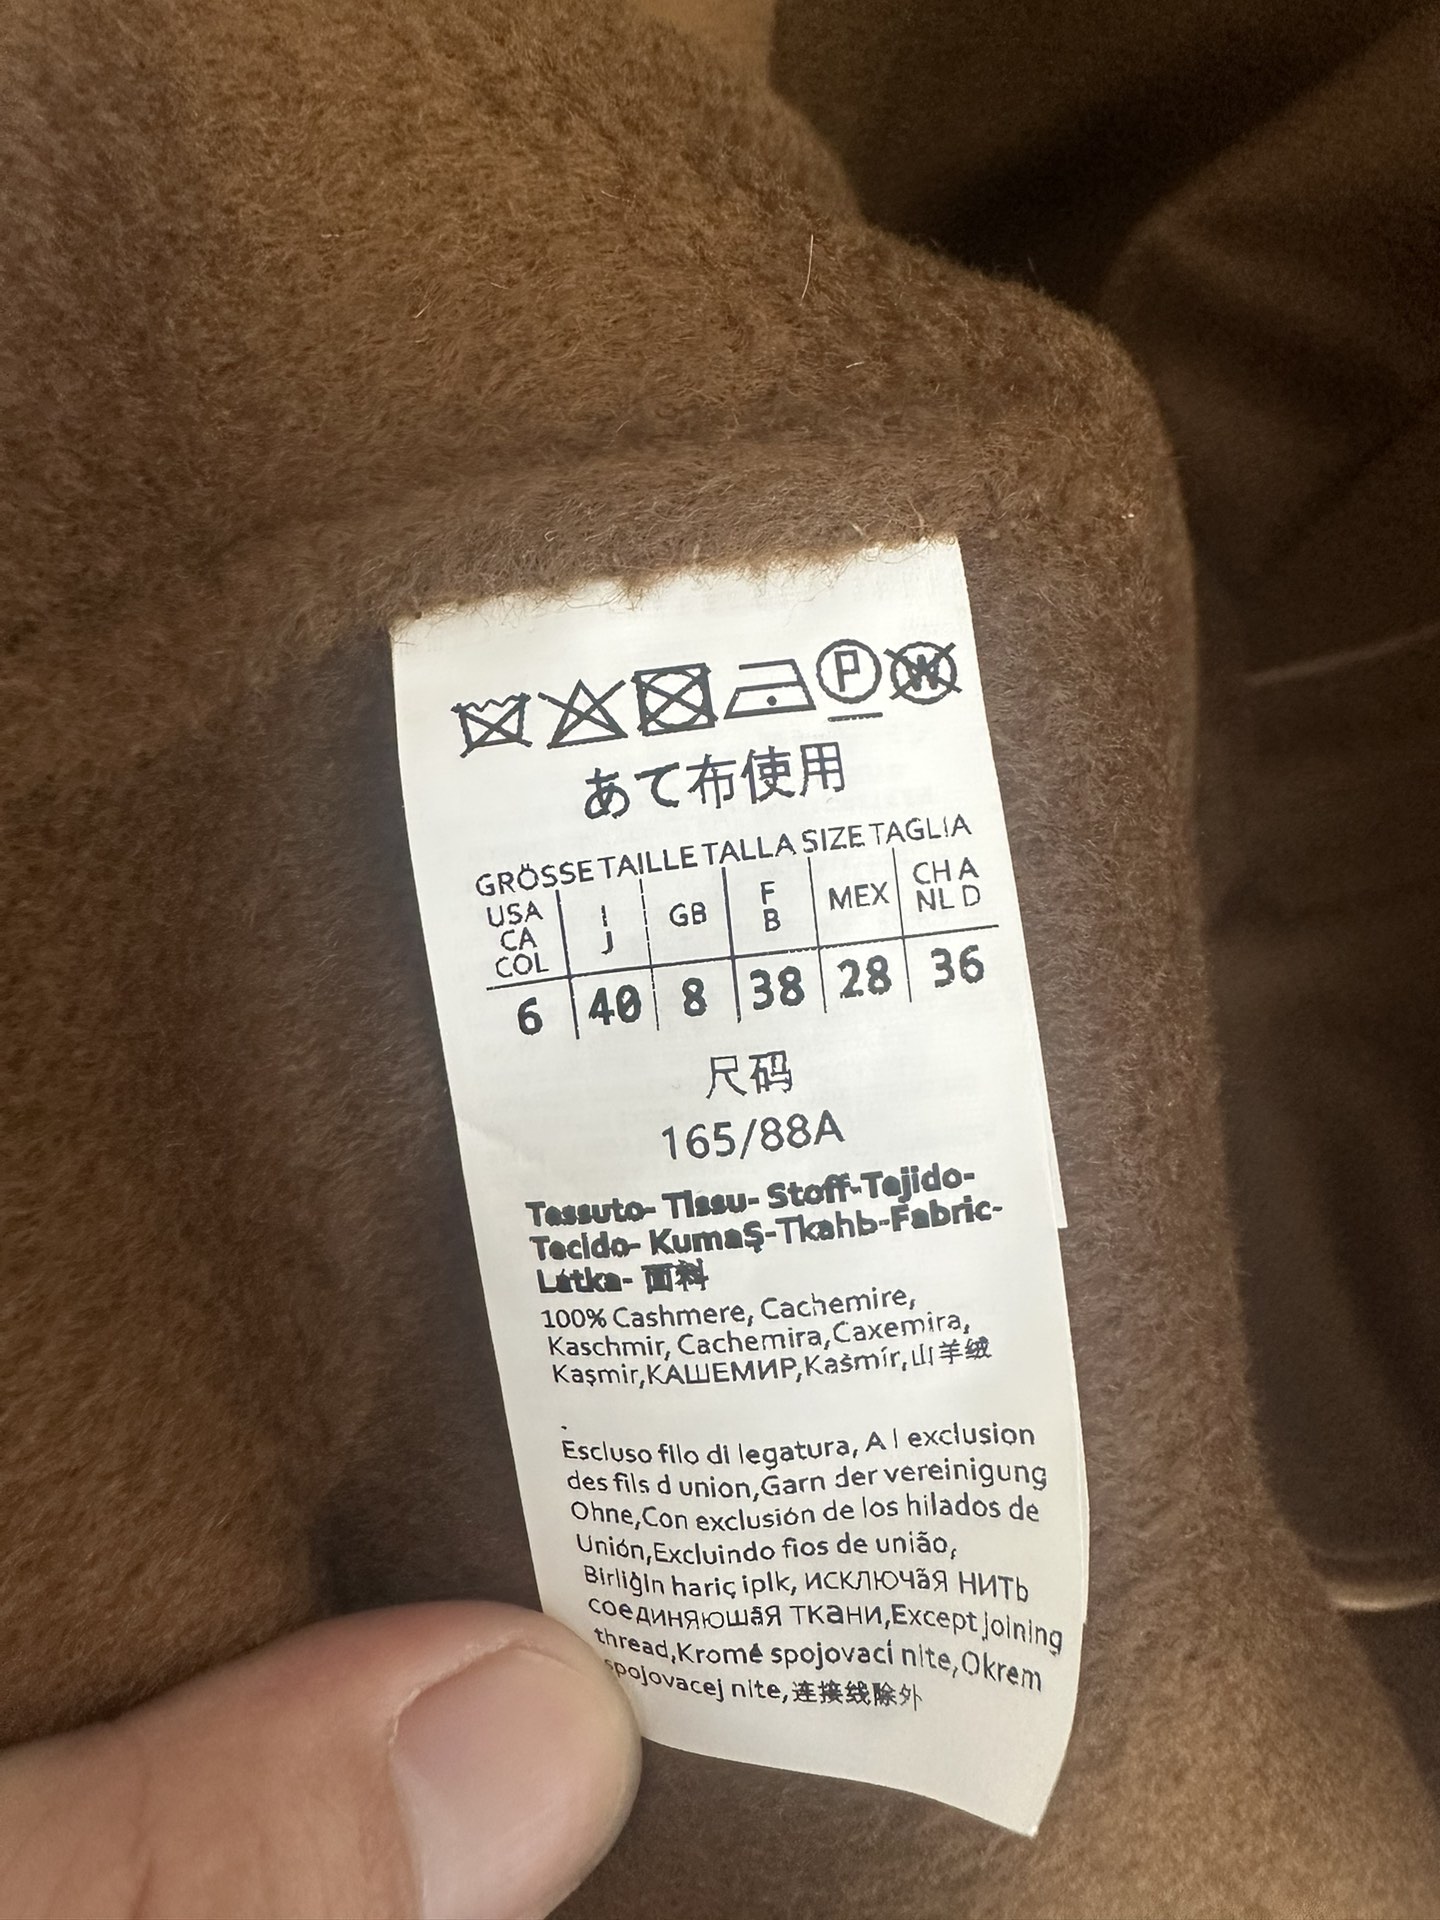 P W
あて布使用
GRÖSSE TAILLE TALLA SIZE TAGLIA
USA CA COL | I J | GB | F B | MEX | CH A NL D
6 | 40 | 8 | 38 | 28 | 36
尺码
165/88A
Tessuto- Tissu- Stoff-Tejido-
Tecido- KumaŞ-Tkahb-Fabric-
Látka- 面料
100% Cashmere, Cachemire,
Kaschmir, Cachemira,Caxemira,
Kaşmir,КАШЕМИР,Kašmír,山羊绒
.
Escluso filo di legatura, A l exclusion
des fils d union,Garn der vereinigung
Ohne,Con exclusión de los hilados de
Unión,Excluindo fios de união,
Birliğin hariç iplk, ИСКЛЮЧãЯ НИТЬ
соединяюшãЯ ТКАНИ,Except joining
thread,Kromě spojovací nite,Okrem
spojovacej nite,连接线除外